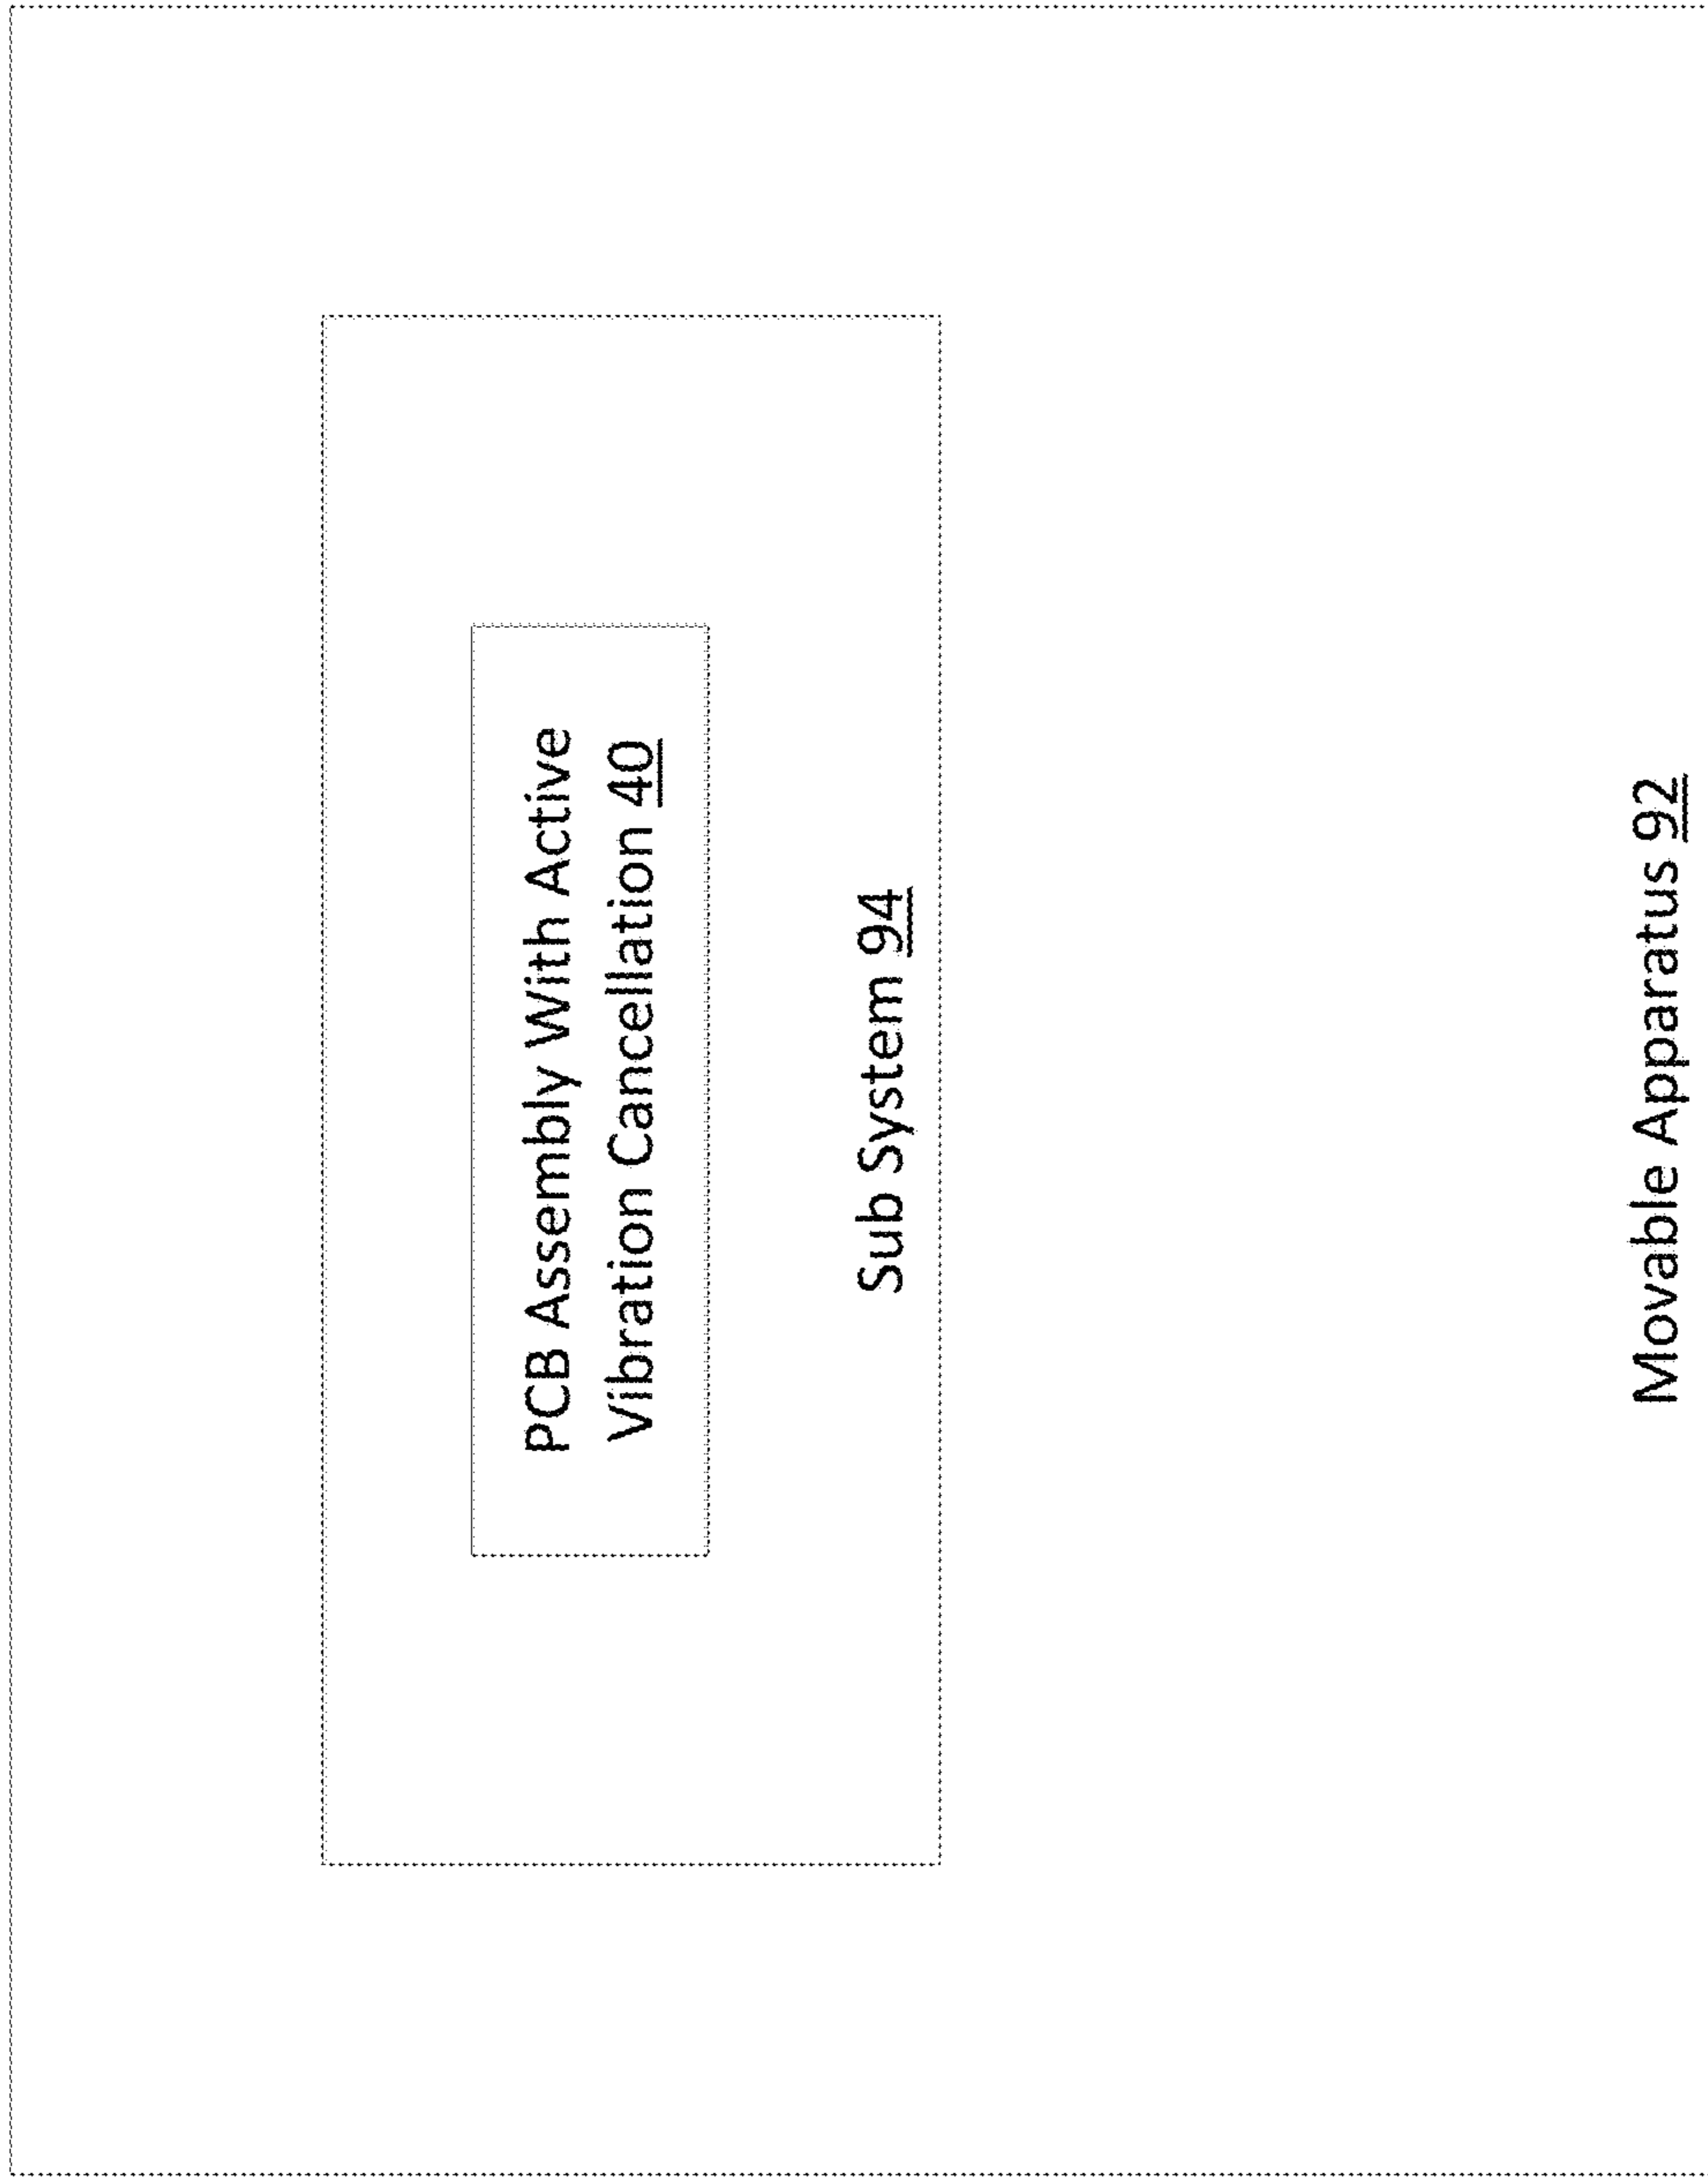 PCB Assembly With Active
Vibration Cancellation 40
Sub System 94
Movable Apparatus 92